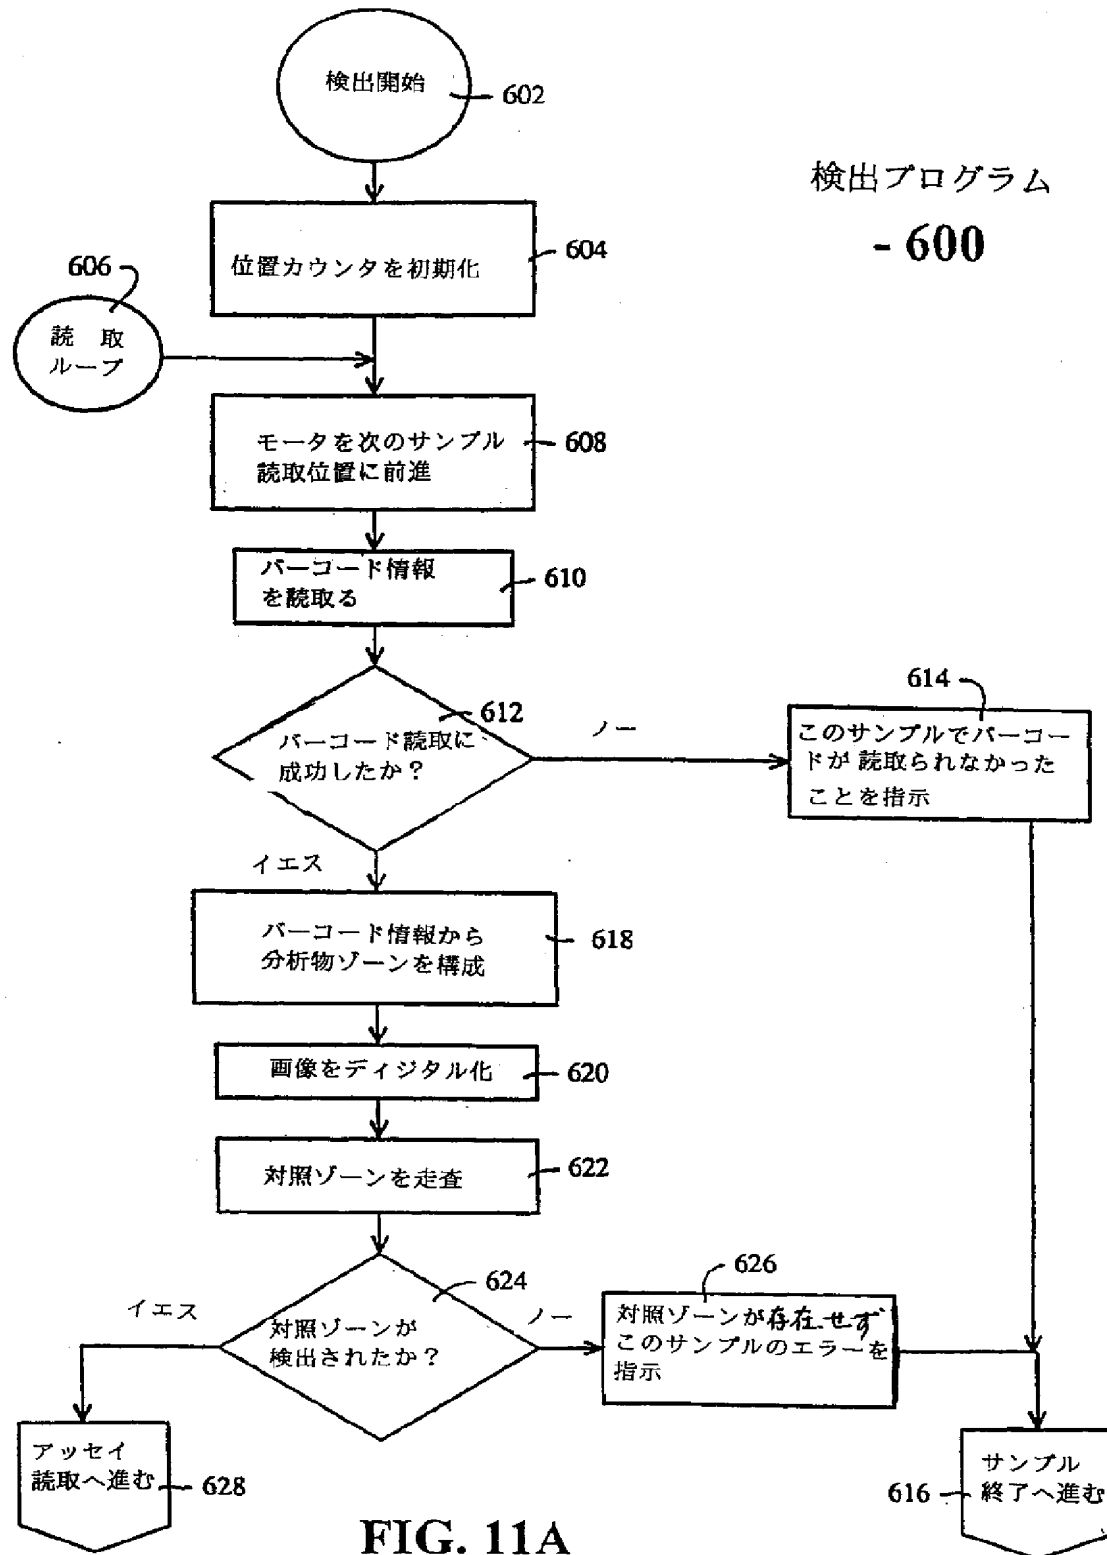 検出開始
602
検出プログラム
- 600
位置カウンタを初期化
604
606
読 取
ループ
モータを次のサンプル
読取位置に前進
608
バーコード情報
を読取る
610
612
バーコード読取に
成功したか？
ノー
614
このサンプルでバーコー
ドが読取られなかった
ことを指示
イエス
バーコード情報から
分析物ゾーンを構成
618
画像をディジタル化
620
対照ゾーンを走査
622
624
対照ゾーンが
検出されたか？
イエス
ノー
626
対照ゾーンが存在せず
このサンプルのエラーを
指示
アッセイ
読取へ進む
628
サンプル
終了へ進む
616
FIG. 11A